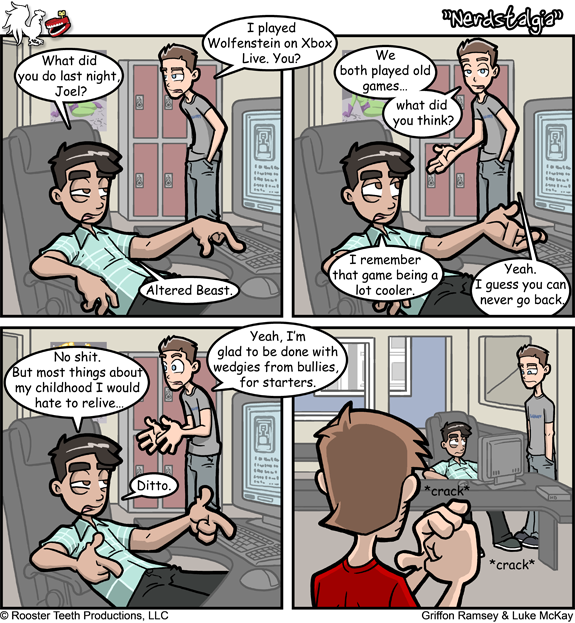 "Nerdstalgia"
What did
you do last night,
Joel?
I played
Wolfenstein on Xbox
Live. You?
Altered Beast.
We
both played old
games...
what did
you think?
I remember
that game being a
lot cooler.
Yeah.
I guess you can
never go back.
No shit.
But most things about
my childhood I would
hate to relive...
Yeah, I'm
glad to be done with
wedgies from bullies,
for starters.
Ditto.
*crack*
*crack*
© Rooster Teeth Productions, LLC
Griffon Ramsey & Luke McKay